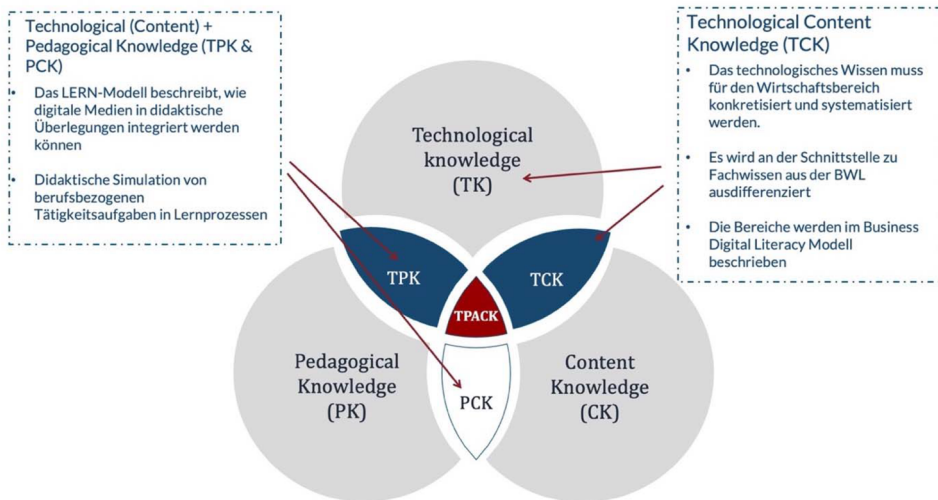 Technological (Content) +
Pedagogical Knowledge (TPK &
PCK)
• Das LERN-Modell beschreibt, wie
digitale Medien in didaktische
Überlegungen integriert werden
können
• Didaktische Simulation von
berufsbezogenen
Tätigkeitsaufgaben in Lernprozessen
Technological Content
Knowledge (TCK)
• Das technologisches Wissen muss
für den Wirtschaftsbereich
konkretisiert und systematisiert
werden.
• Es wird an der Schnittstelle zu
Fachwissen aus der BWL
ausdifferenziert
• Die Bereiche werden im Business
Digital Literacy Modell
beschrieben
Technological
knowledge
(TK)
TPK
TCK
TPACK
Pedagogical
Knowledge
(PK)
PCK
Content
Knowledge
(CK)